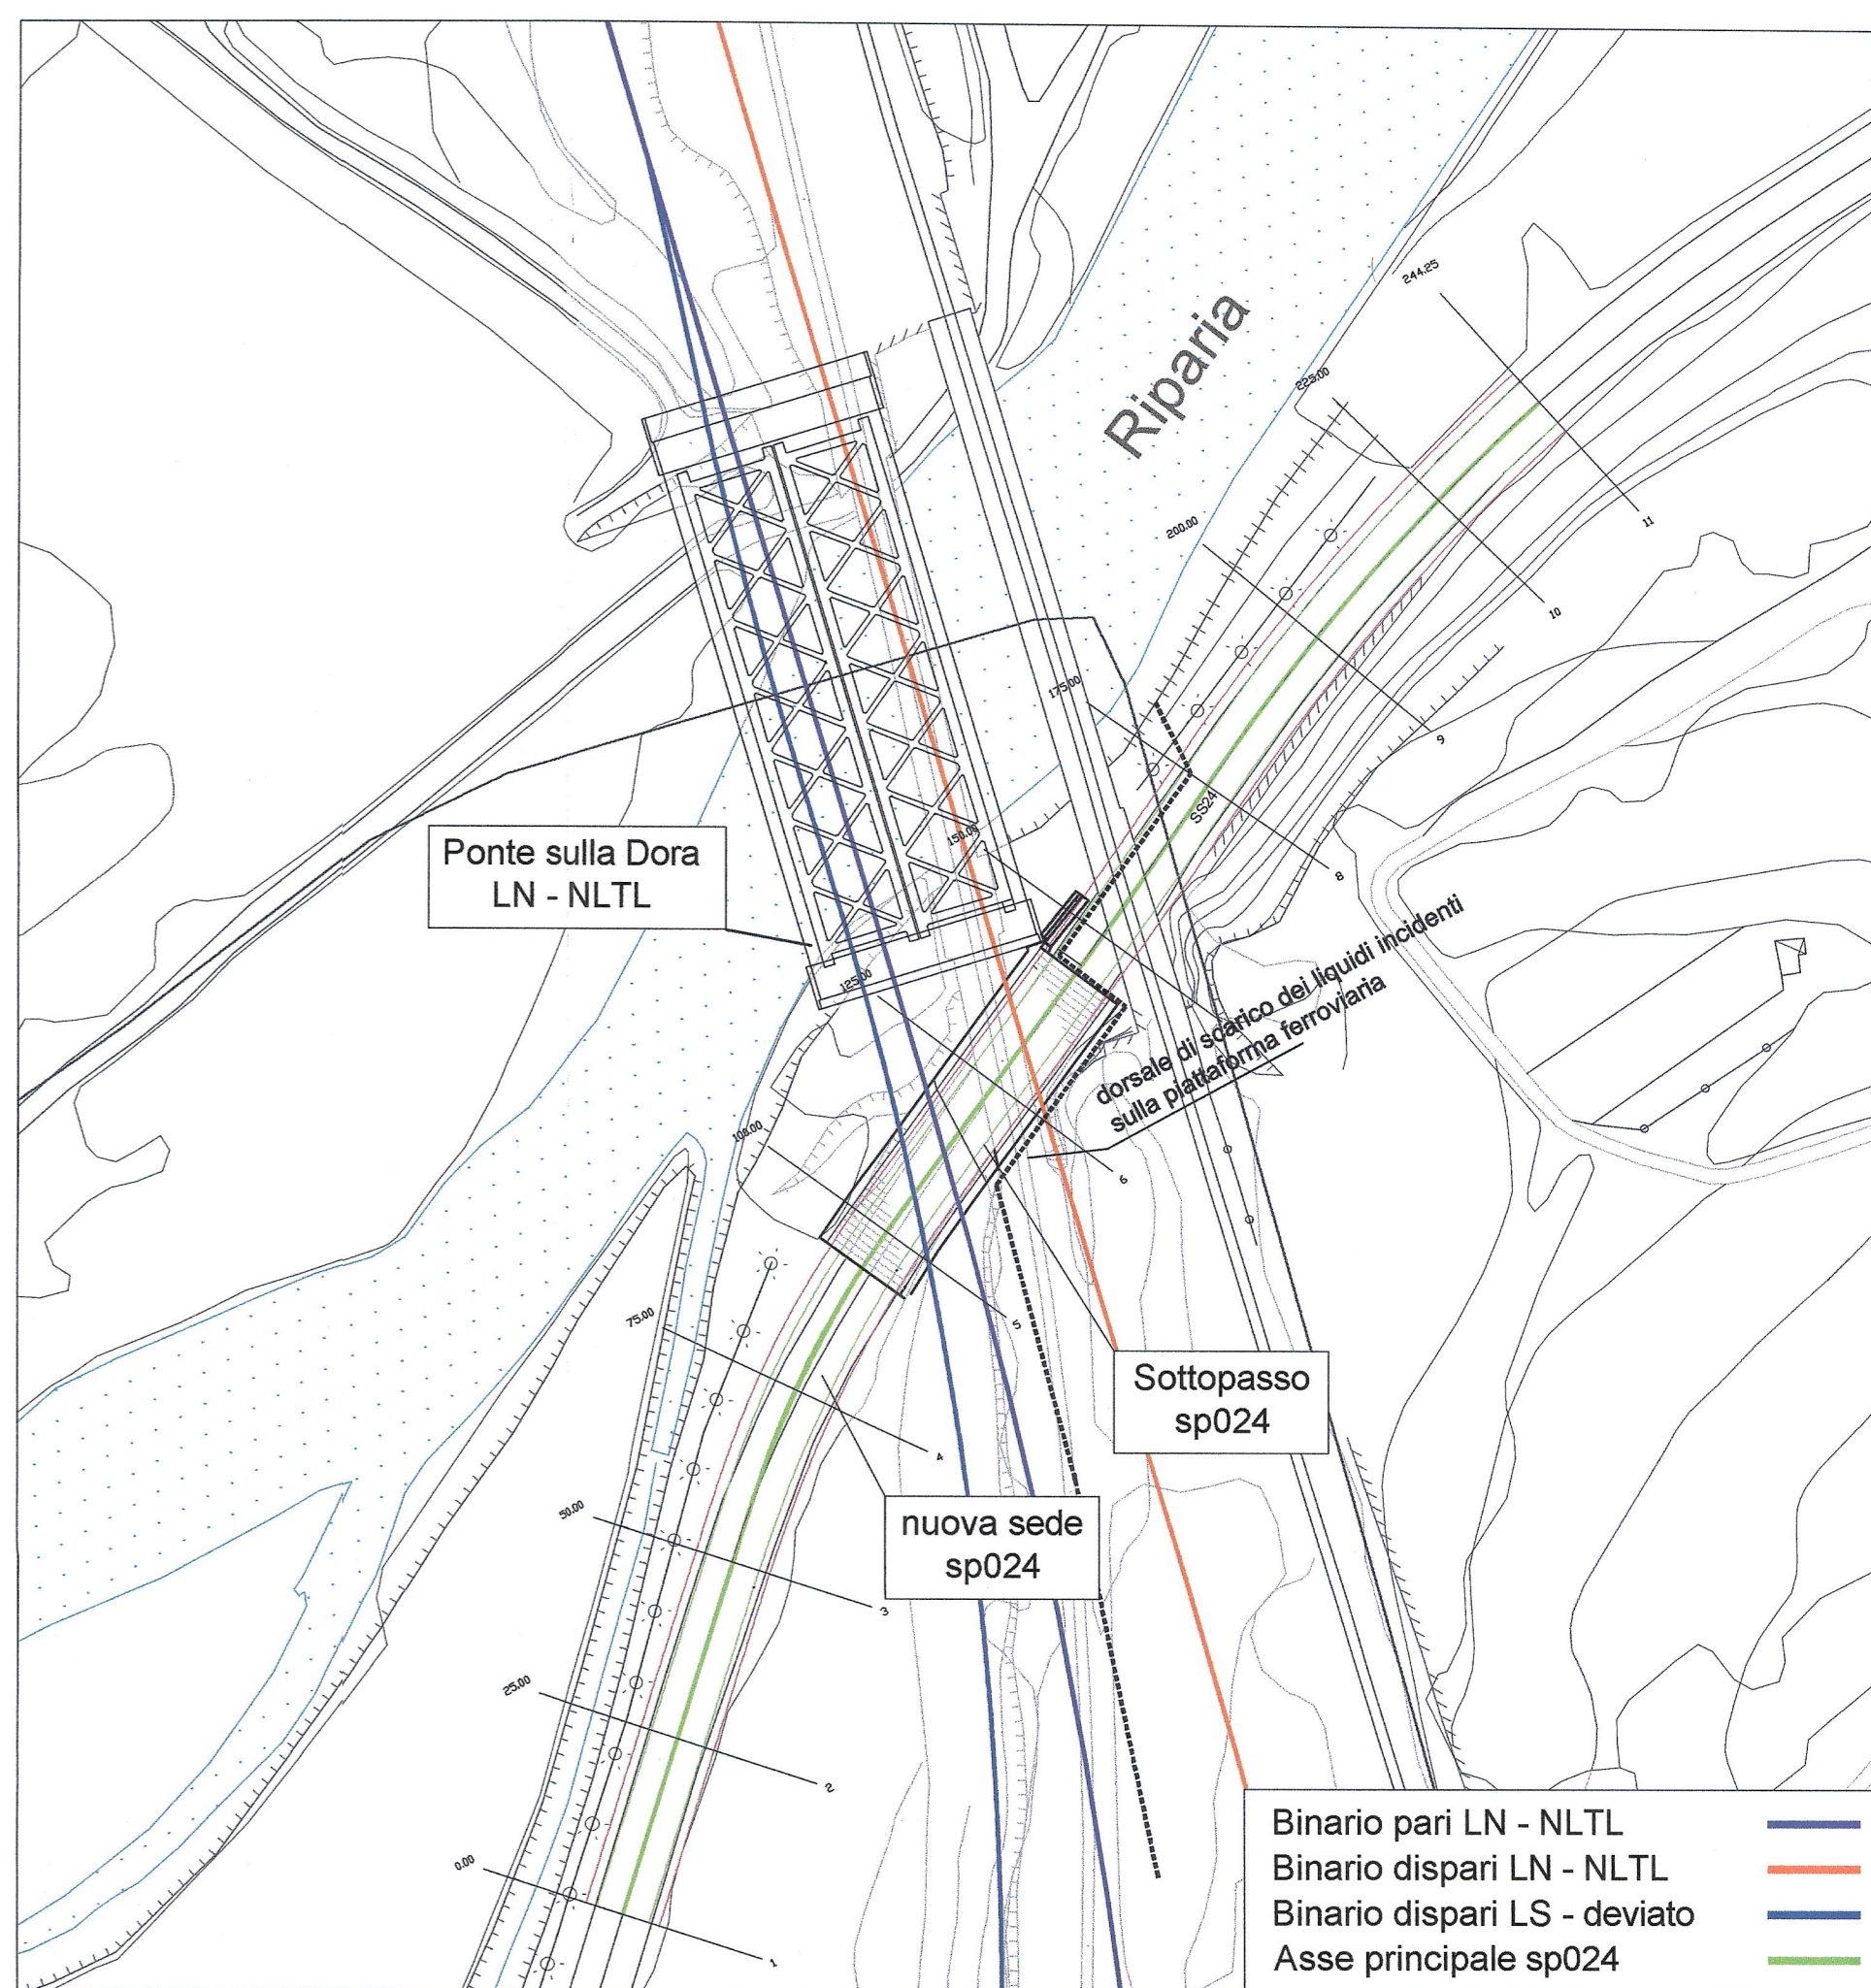 244.25
Riparia
225.00
11
200.00
10
175.00
9
SS24
150.00
8
Ponte sulla Dora
LN - NLTL
125.00
dorsale di scarico dei liquidi incidenti
sulla piattaforma ferroviaria
108.00
6
5
75.00
Sottopasso
sp024
4
50.00
nuova sede
sp024
3
25.00
2
0.00
1
Binario pari LN - NLTL
Binario dispari LN - NLTL
Binario dispari LS - deviato
Asse principale sp024